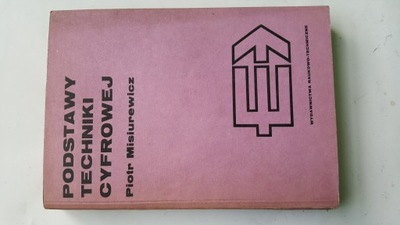 PODSTAWY
TECHNIKI
CYFROWEJ
Piotr Misiurewicz
WYDAWNICTWA NAUKOWO-TECHNICZNE